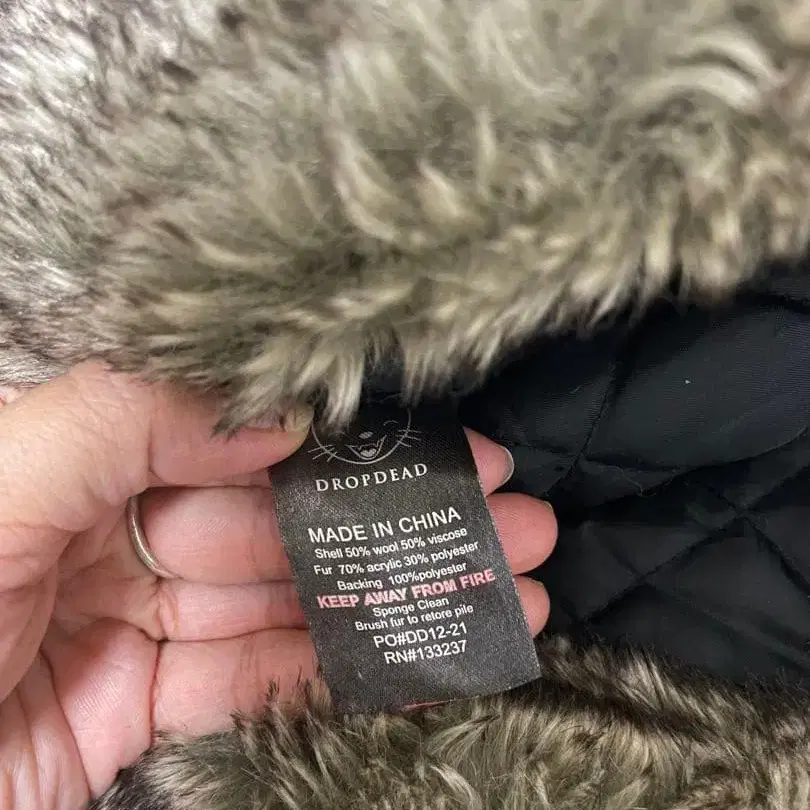 DROPDEAD
MADE IN CHINA
Shell 50% wool 50% viscose
Fur 70% acrylic 30% polyester
Backing 100%polyester
KEEP AWAY FROM FIRE
Sponge Clean
Brush fur to retore pile
PO#DD12-21
RN#133237